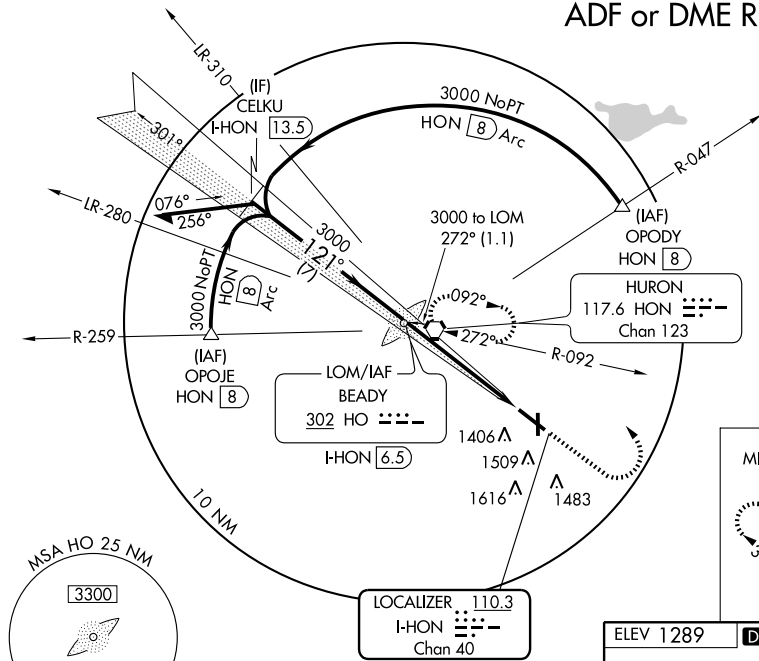 ADF or DME R
LR-310
(IF)
CELKU
I-HON 13.5
3000 NoPT
HON 8 Arc
R-047
301°
LR-280
076°
256°
3000
121°
(7)
3000 to LOM
272° (1.1)
(IAF)
OPODY
HON 8
3000 NoPT
HON 8 Arc
092°
272°
HURON
117.6 HON
Chan 123
R-259
R-092
(IAF)
OPOJE
HON 8
LOM/IAF
BEADY
302 HO
I-HON 6.5
1406
1509
1616
1483
10 NM
MSA HO 25 NM
3300
LOCALIZER 110.3
I-HON
Chan 40
ELEV 1289 D